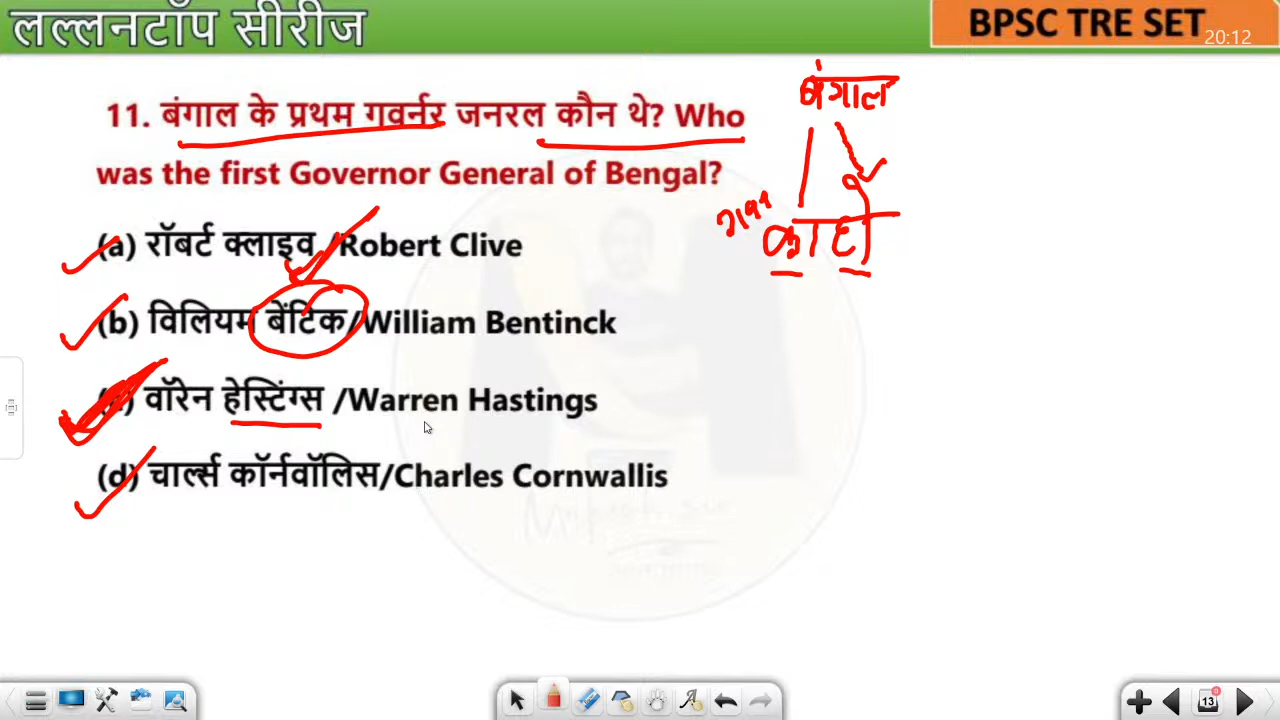 लल्लनटॉप सीरीज
BPSC TRE SET
20:12
11. बंगाल के प्रथम गवर्नर जनरल कौन थे? Who
was the first Governor General of Bengal?
(a) रॉबर्ट क्लाइव /Robert Clive
(b) विलियम बेंटिक/William Bentinck
वॉरेन हेस्टिंग्स /Warren Hastings
(d) चार्ल्स कॉर्नवॉलिस/Charles Cornwallis
बंगाल
13